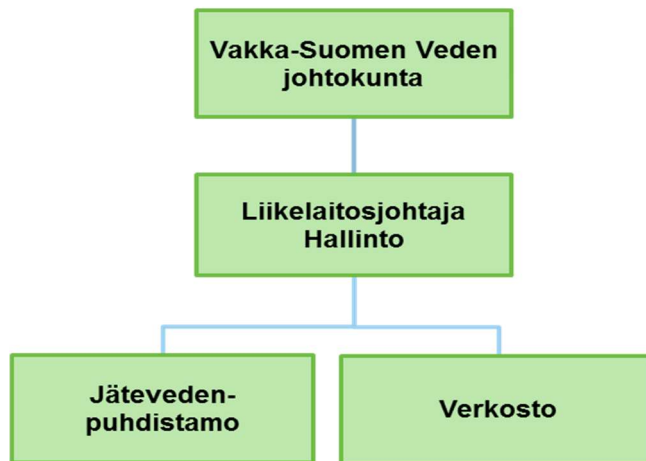 Vakka-Suomen Veden
johtokunta
Liikelaitosjohtaja
Hallinto
Jäteveden-
puhdistamo
Verkosto